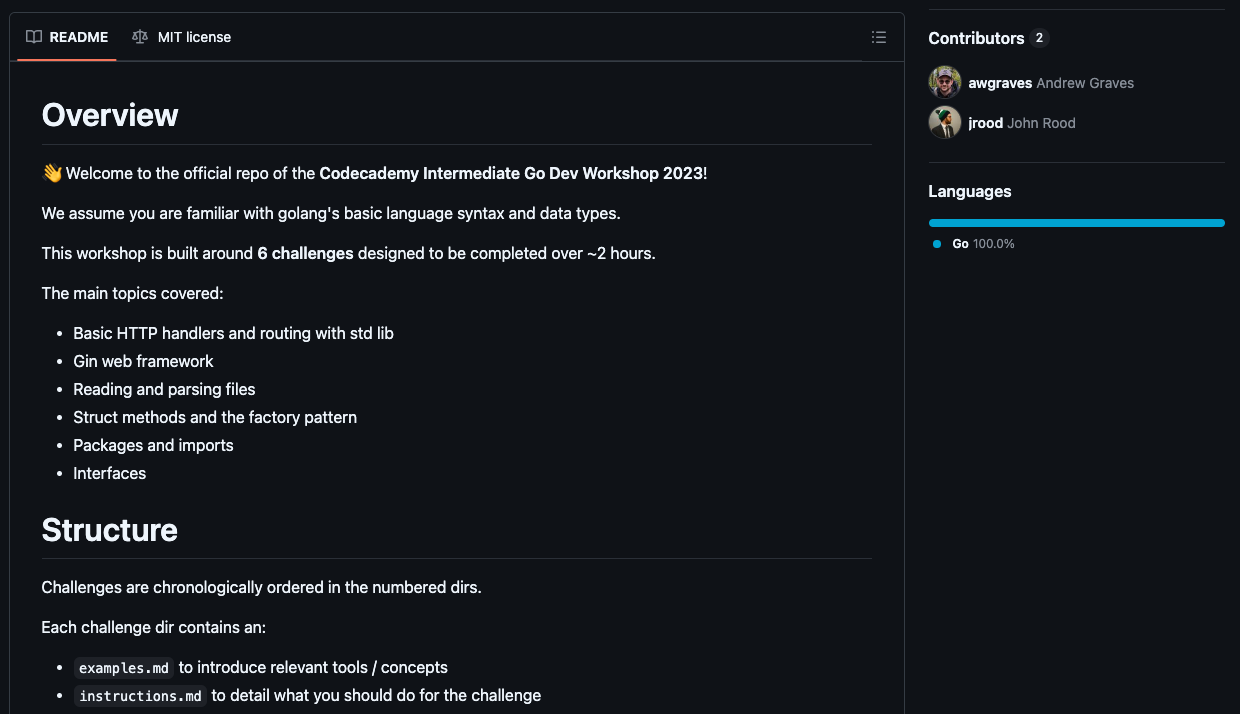 README
MIT license
Overview
👋 Welcome to the official repo of the Codecademy Intermediate Go Dev Workshop 2023!
We assume you are familiar with golang's basic language syntax and data types.
This workshop is built around 6 challenges designed to be completed over ~2 hours.
The main topics covered:
• Basic HTTP handlers and routing with std lib
• Gin web framework
• Reading and parsing files
• Struct methods and the factory pattern
• Packages and imports
• Interfaces
Structure
Challenges are chronologically ordered in the numbered dirs.
Each challenge dir contains an:
• examples.md to introduce relevant tools / concepts
• instructions.md to detail what you should do for the challenge
Contributors 2
awgraves Andrew Graves
jrood John Rood
Languages
Go 100.0%